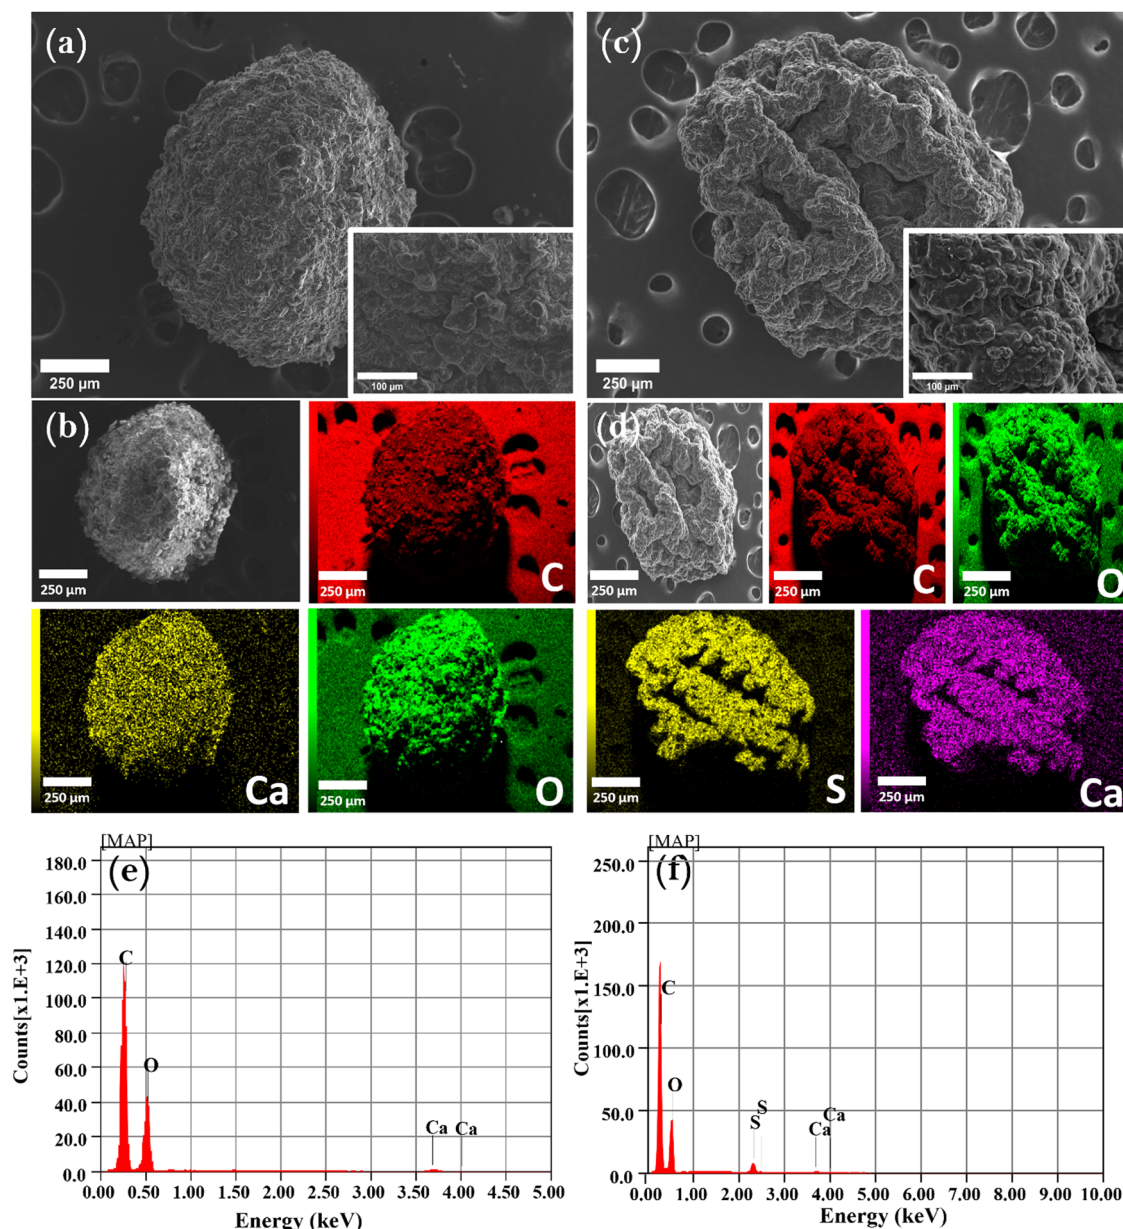 (a)
250 µm
100 µm
(c)
250 µm
100 µm
(b)
250 µm
250 µm
C
(d)
250 µm
250 µm
C
250 µm
O
250 µm
Ca
250 µm
O
250 µm
S
250 µm
Ca
[MAP]
(e)
Counts[x1.E+3]
180.0
160.0
140.0
120.0
100.0
80.0
60.0
40.0
20.0
0.0
C
O
Ca
Ca
0.00 0.50 1.00 1.50 2.00 2.50 3.00 3.50 4.00 4.50 5.00
Energy (keV)
[MAP]
(f)
Counts[x1.E+3]
250.0
200.0
150.0
100.0
50.0
0.0
C
O
S
S
Ca
Ca
0.00 1.00 2.00 3.00 4.00 5.00 6.00 7.00 8.00 9.00 10.00
Energy (keV)